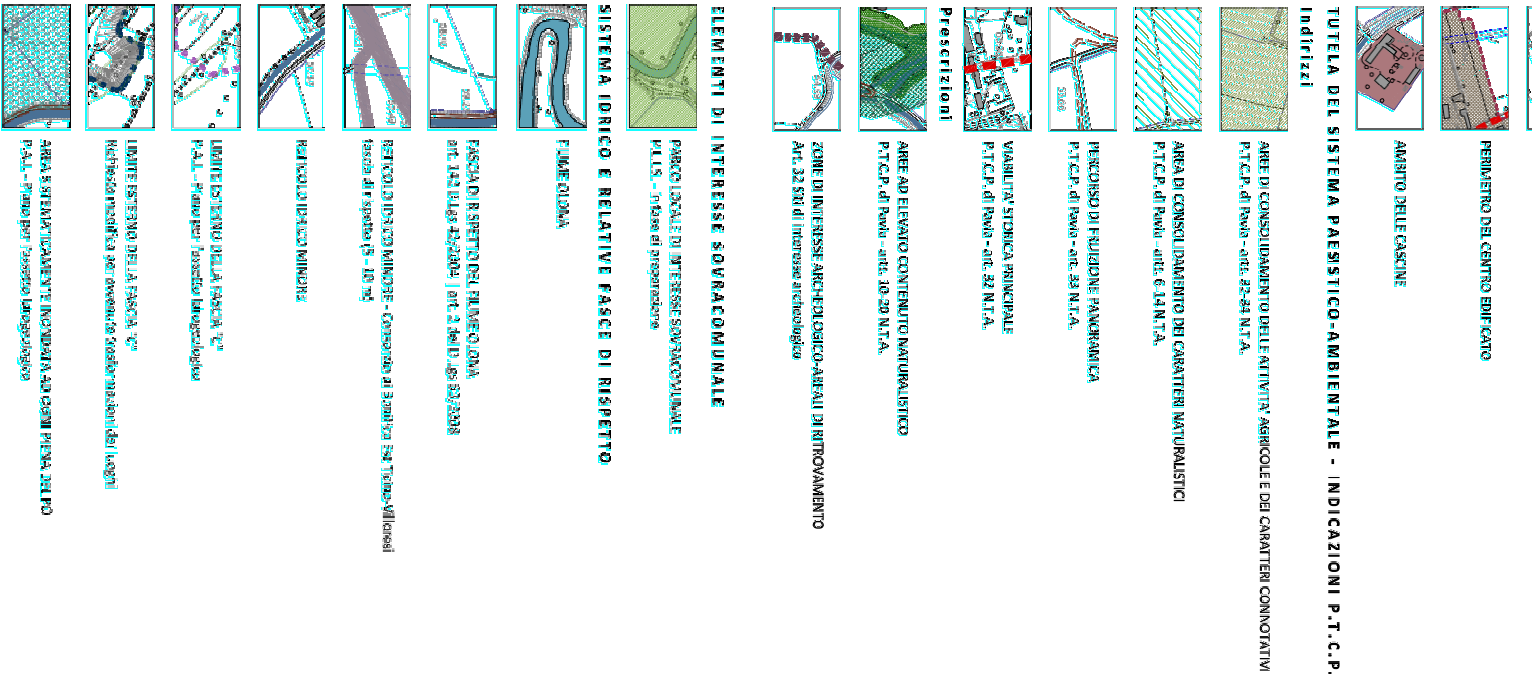 PERIMETRO DEL CENTRO EDIFICATO
AMBITO DELLE CASCINE
TUTELA DEL SISTEMA PAESISTICO-AMBIENTALE - INDICAZIONI P.T.C.P.
Indirizzi
AREE DI CONSOLIDAMENTO DELLE ATTIVITA' AGRICOLE E DEI CARATTERI CONNOTATIVI
P.T.C.P. di Pavia - artt. 32-34 N.T.A.
AREA DI CONSOLIDAMENTO DEI CARATTERI NATURALISTICI
P.T.C.P. di Pavia - artt. 6-14 N.T.A.
PERCORSO DI FRUIZIONE PANORAMICA
P.T.C.P. di Pavia - art. 33 N.T.A.
VIABILITA' STORICA PRINCIPALE
P.T.C.P. di Pavia - art. 32 N.T.A.
Prescrizioni
AREE AD ELEVATO CONTENUTO NATURALISTICO
P.T.C.P. di Pavia - artt. 16-20 N.T.A.
ZONE DI INTERESSE ARCHEOLOGICO-AREALI DI RITROVAMENTO
Art. 32 Siti di interesse archeologico
ELEMENTI DI INTERESSE SOVRACOMUNALE
PARCO LOCALE DI INTERESSE SOVRACOMUNALE
P.L.I.S. - in fase di preparazione
SISTEMA IDRICO E RELATIVE FASCE DI RISPETTO
FIUME OLONA
FASCIA DI RISPETTO DEL FIUME OLONA
art. 142 D.Lgs 42/2004
RETICOLO IDRICO MINORE - Consorzio di Bonifica Est Ticino-Villoresi
fascia di rispetto (5 - 10 m)
RETICOLO IDRICO MINORE
LIMITE ESTERNO DELLA FASCIA "C"
P.A.I. - Piano per l'assetto idrogeologico
LIMITE ESTERNO DELLA FASCIA "C"
AREA SISTEMATICAMENTE INONDATA AD OGNI PIENA DEL PO
P.A.I. - Piano per l'assetto idrogeologico